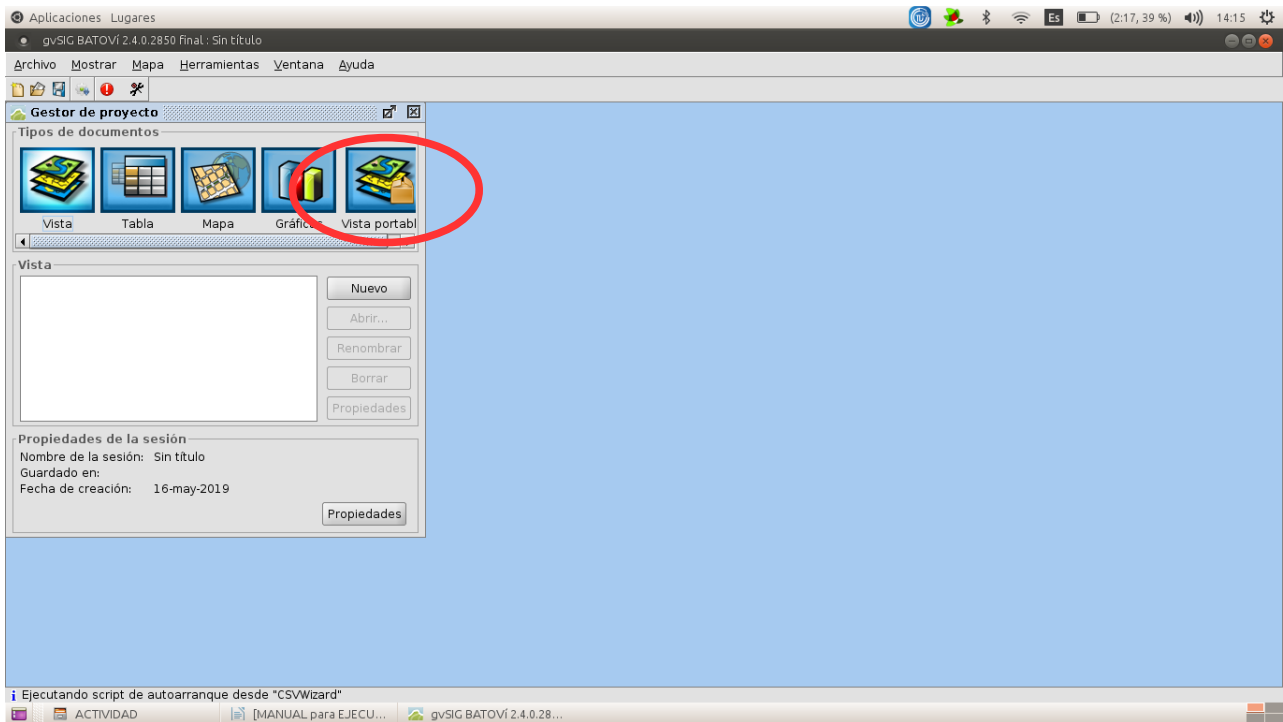 Aplicaciones Lugares
Es (2:17, 39 %) 14:15
gvSIG BATOVí 2.4.0.2850 final : Sin título
Archivo Mostrar Mapa Herramientas Ventana Ayuda
Gestor de proyecto
Tipos de documentos
Vista Tabla Mapa Gráficos Vista portabl
Vista
Nuevo
Abrir...
Renombrar
Borrar
Propiedades
Propiedades de la sesión
Nombre de la sesión: Sin título
Guardado en:
Fecha de creación: 16-may-2019
Propiedades
i Ejecutando script de autoarranque desde "CSVWizard"
ACTIVIDAD [MANUAL para EJECU... gvSIG BATOVí 2.4.0.28...